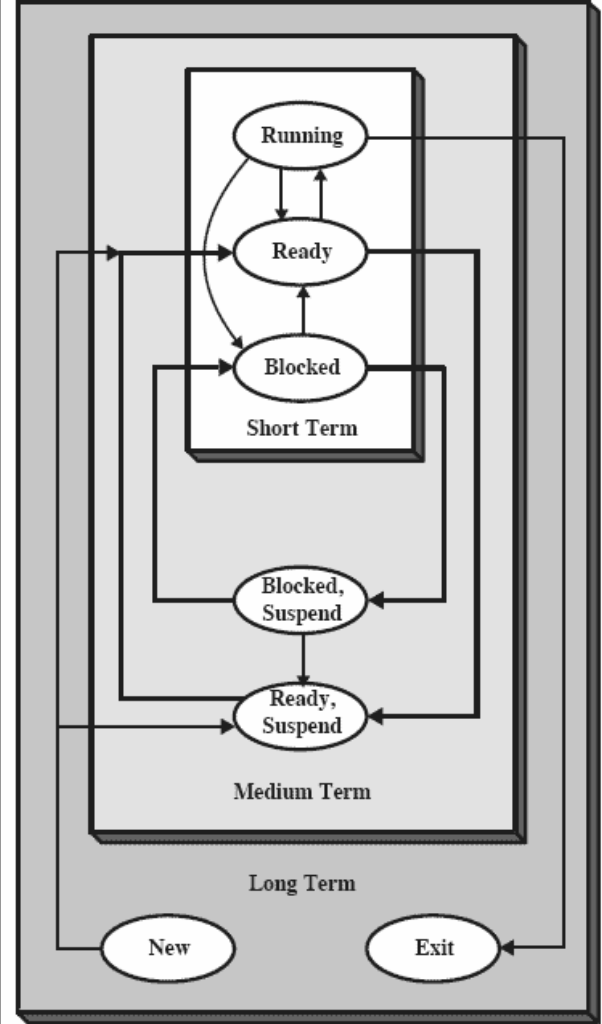 Running
Ready
Blocked
Short Term
Blocked,
Suspend
Ready,
Suspend
Medium Term
Long Term
New
Exit